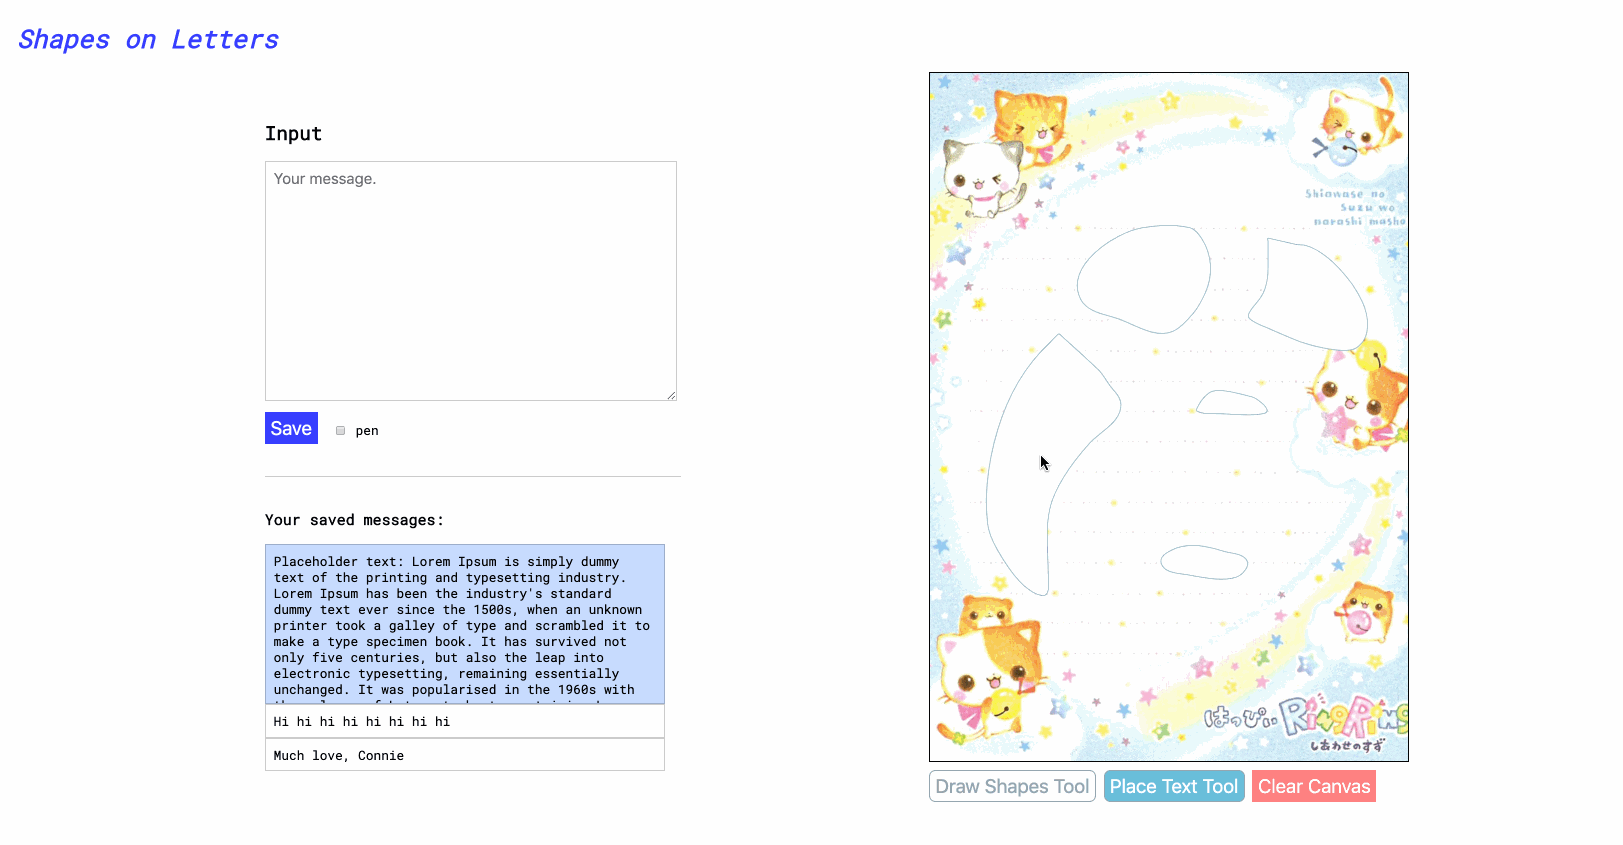 Shapes on Letters
Input
Your message.
Save
pen
Your saved messages:
Placeholder text: Lorem Ipsum is simply dummy
text of the printing and typesetting industry.
Lorem Ipsum has been the industry's standard
dummy text ever since the 1500s, when an unknown
printer took a galley of type and scrambled it to
make a type specimen book. It has survived not
only five centuries, but also the leap into
electronic typesetting, remaining essentially
unchanged. It was popularised in the 1960s with
Hi hi hi hi hi hi hi hi
Much love, Connie
Shiawase no
Suzu wo
narashi masho
はっぴぃ RingRing
しあわせのすず
Draw Shapes Tool
Place Text Tool
Clear Canvas